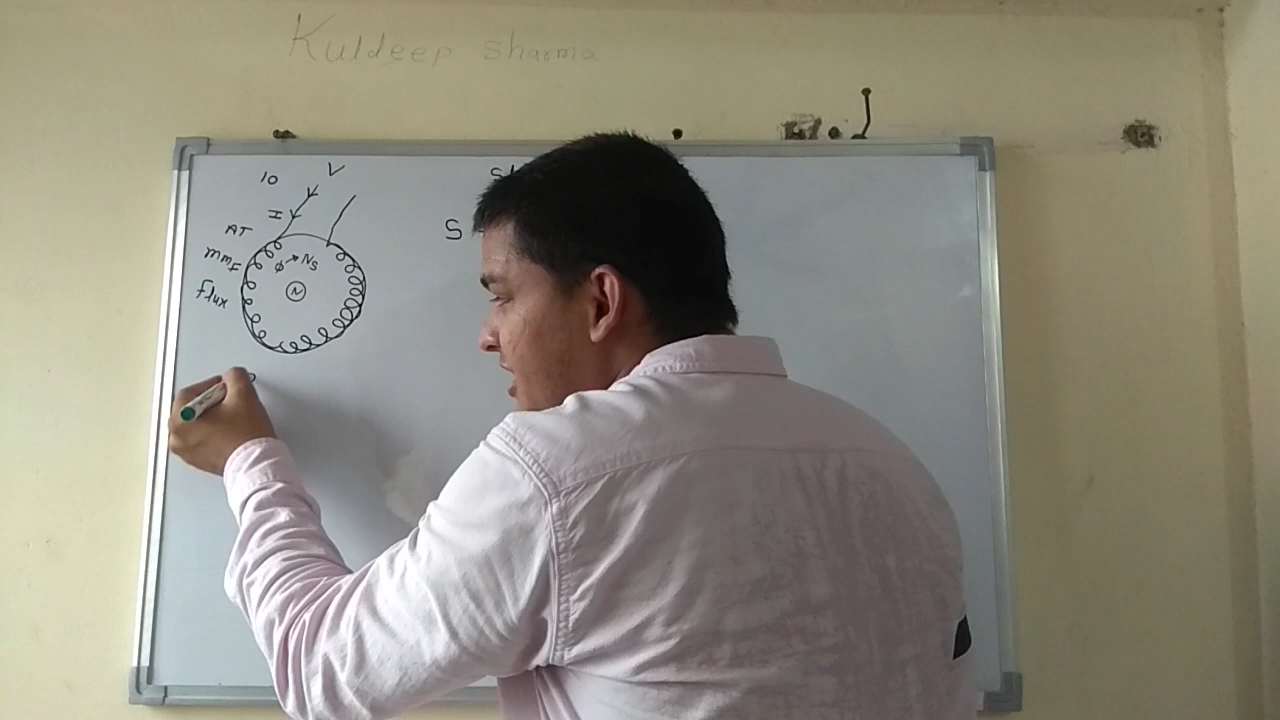 Kuldeep sharma
10 V
I
AT
mmf
flux
φ→Ns
N
S